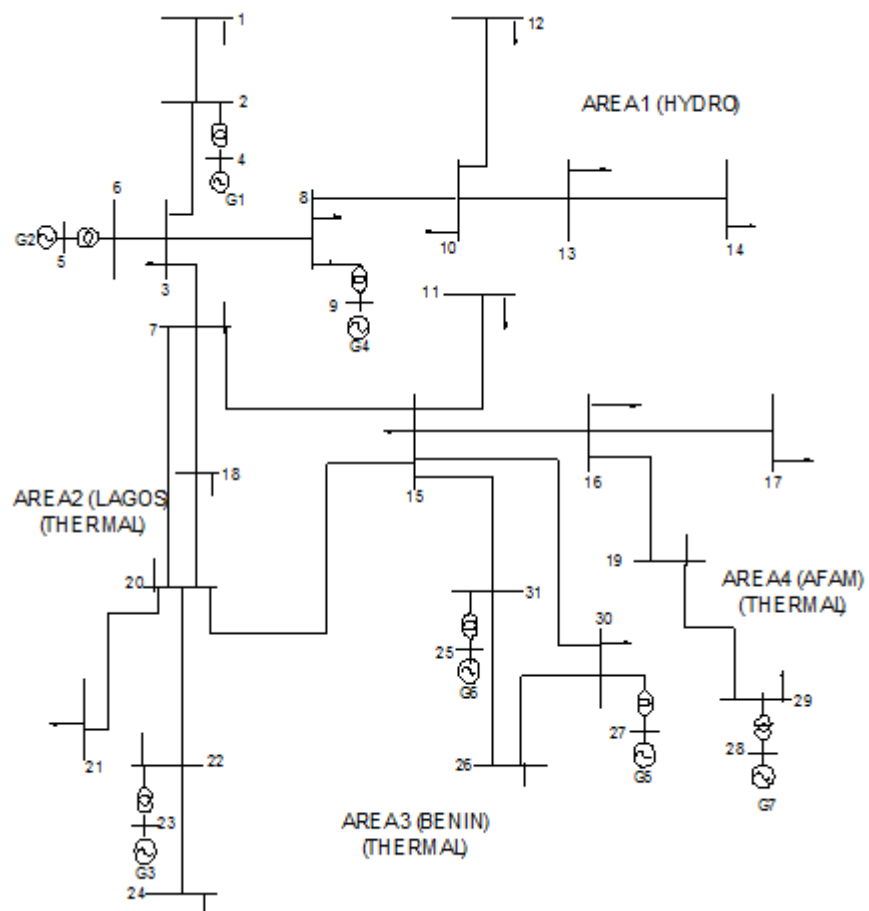 1
12
2
AREA1 (HYDRO)
4
6
8
G1
G2
5
3
10
13
14
9
11
G4
7
15
16
17
18
AREA2 (LAGOS)
(THERMAL)
19
20
AREA4 (AFAM)
(THERMAL)
31
30
25
G6
29
21
22
26
27
G5
28
G7
23
G3
AREA3 (BENIN)
(THERMAL)
24